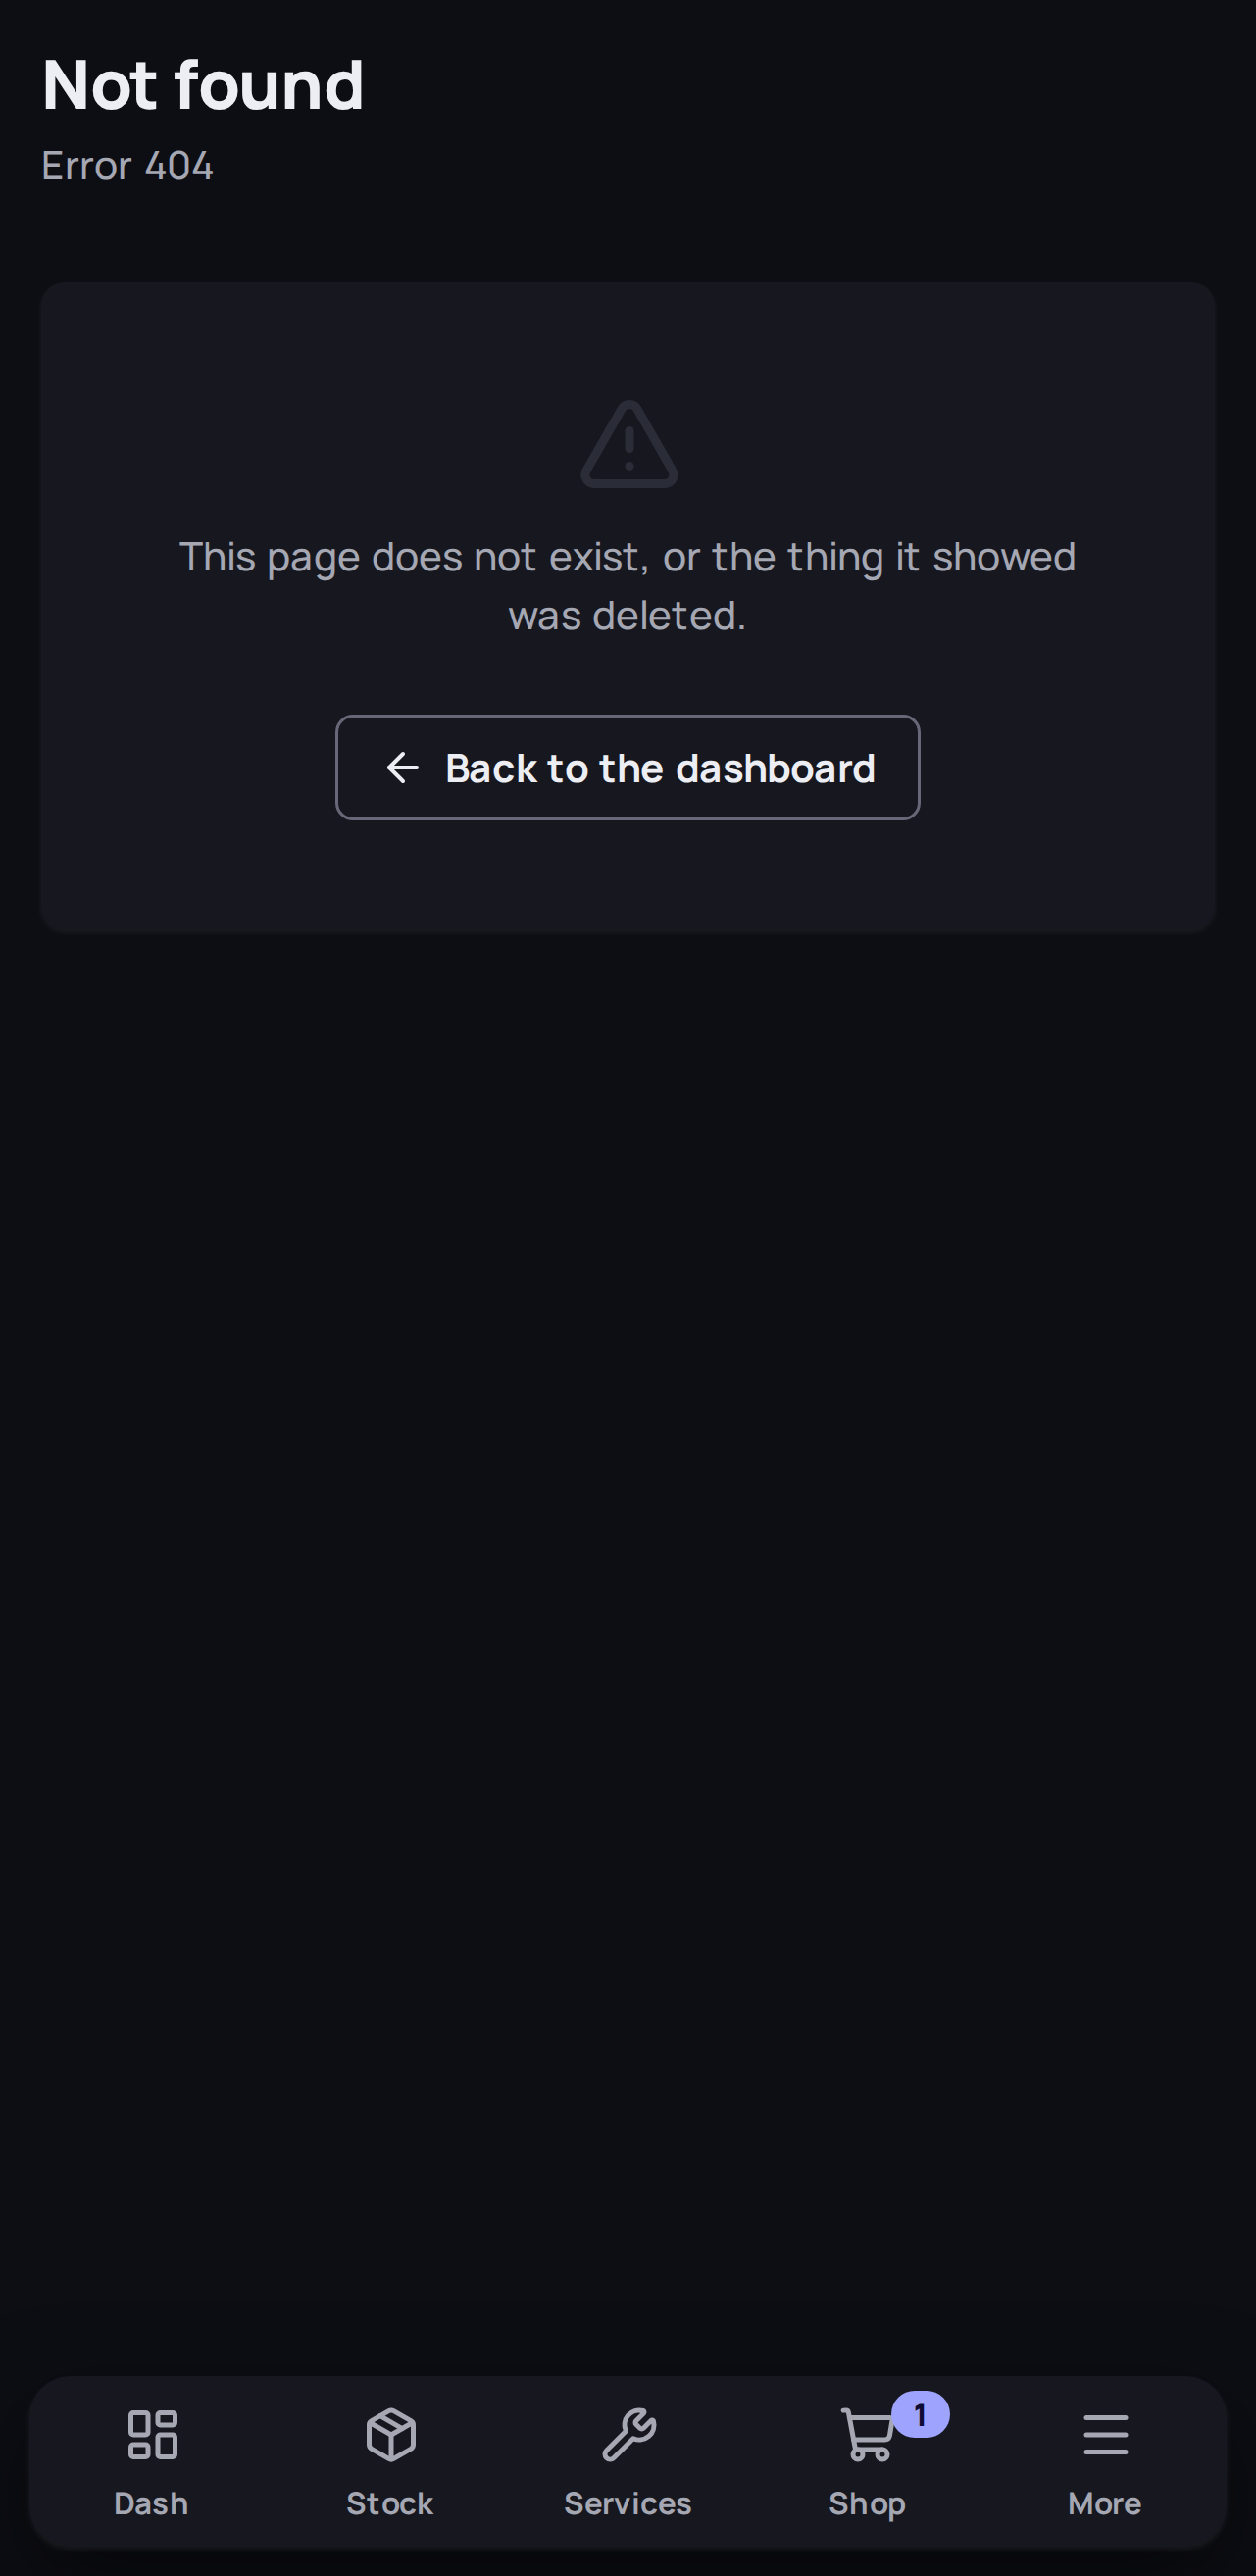 Not found
Error 404
This page does not exist, or the thing it showed
was deleted.
Back to the dashboard
1
Dash
Stock
Services
Shop
More